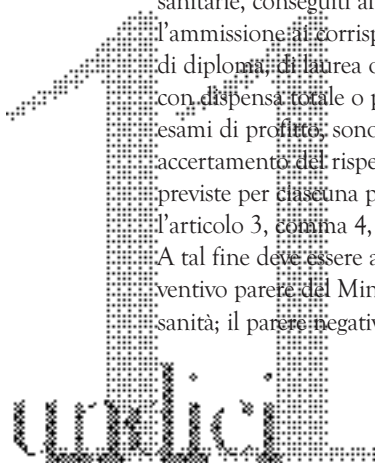 sanitarie, conseguiti al
l’ammissione ai corrisp
di diploma, di laurea o
con dispensa totale o p
esami di profitto, sono
accertamento del rispe
previste per ciascuna p
l’articolo 3, comma 4,
A tal fine deve essere a
ventivo parere del Min
sanità; il parere negativ
11
undici